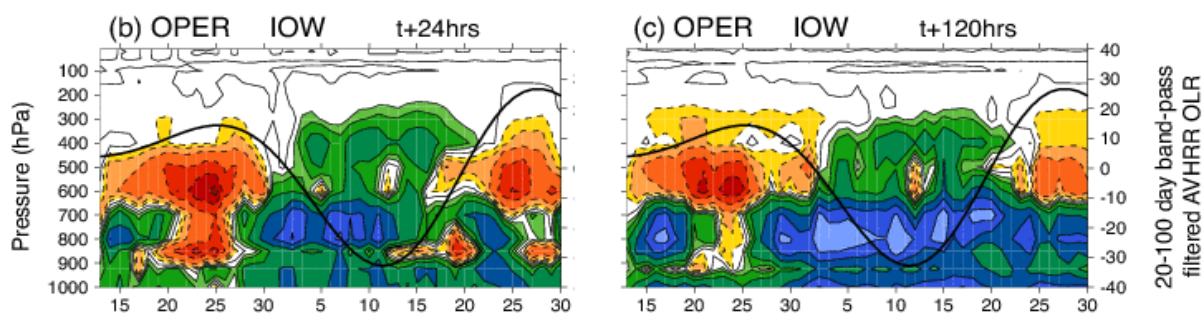 (b) OPER IOW t+24hrs
(c) OPER IOW t+120hrs
Pressure (hPa)
100
200
300
400
500
600
700
800
900
1000
15 20 25 30 5 10 15 20 25 30
15 20 25 30 5 10 15 20 25 30
40
30
20
10
0
-10
-20
-30
-40
20-100 day band-pass
filtered AVHRR OLR